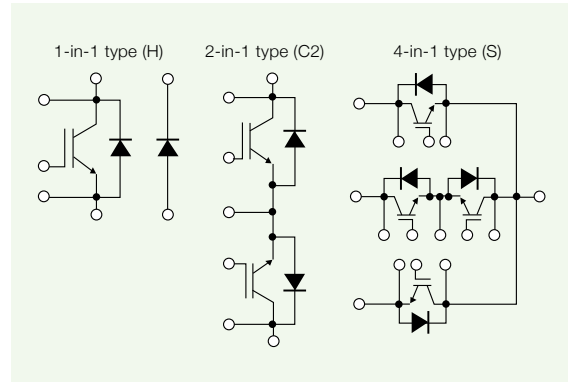 1-in-1 type (H)
2-in-1 type (C2)
4-in-1 type (S)